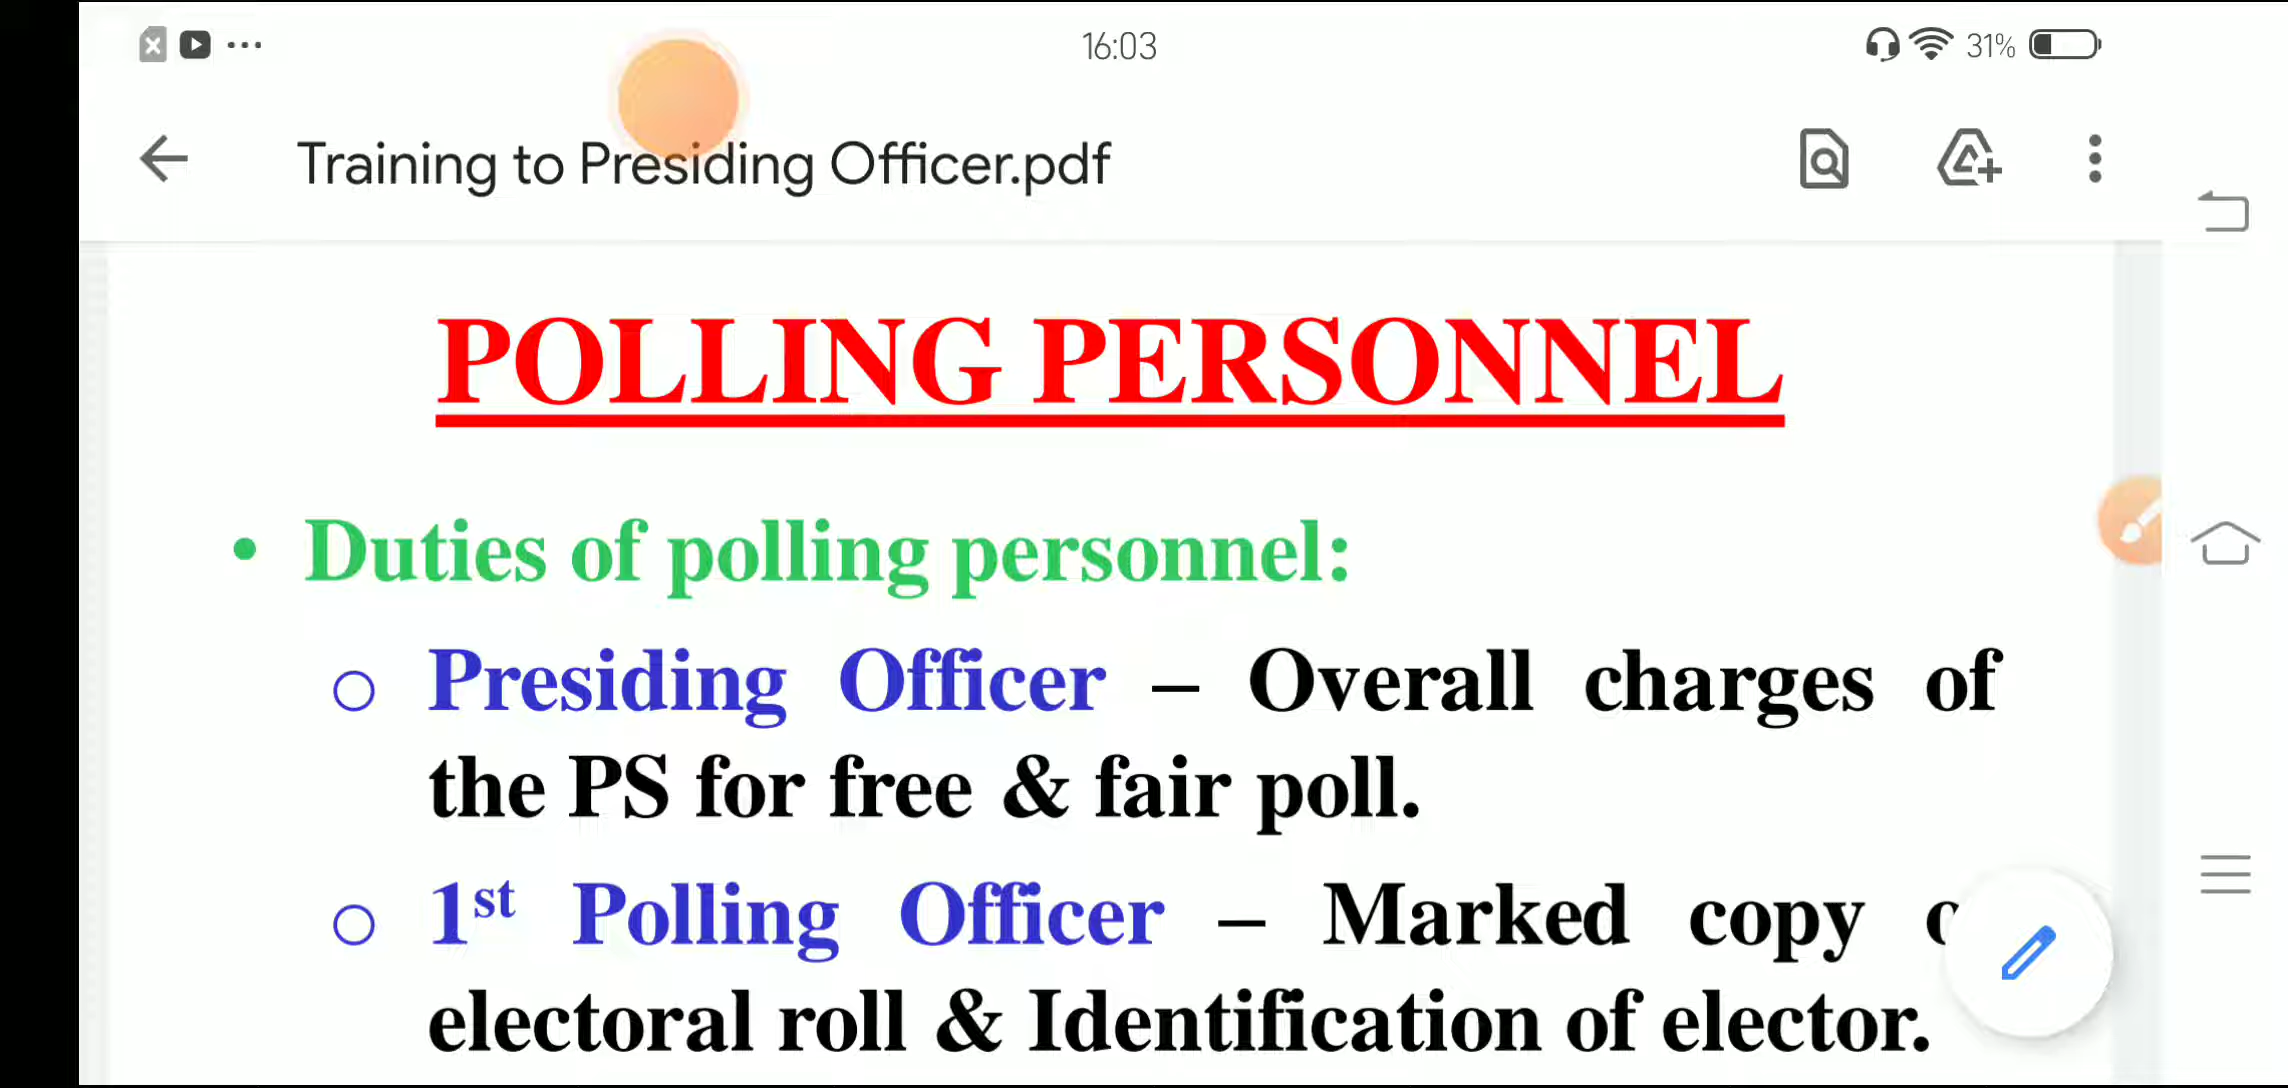 16:03
31%
Training to Presiding Officer.pdf
POLLING PERSONNEL
• Duties of polling personnel:
o Presiding Officer – Overall charges of
the PS for free & fair poll.
o 1st Polling Officer – Marked copy
electoral roll & Identification of elector.